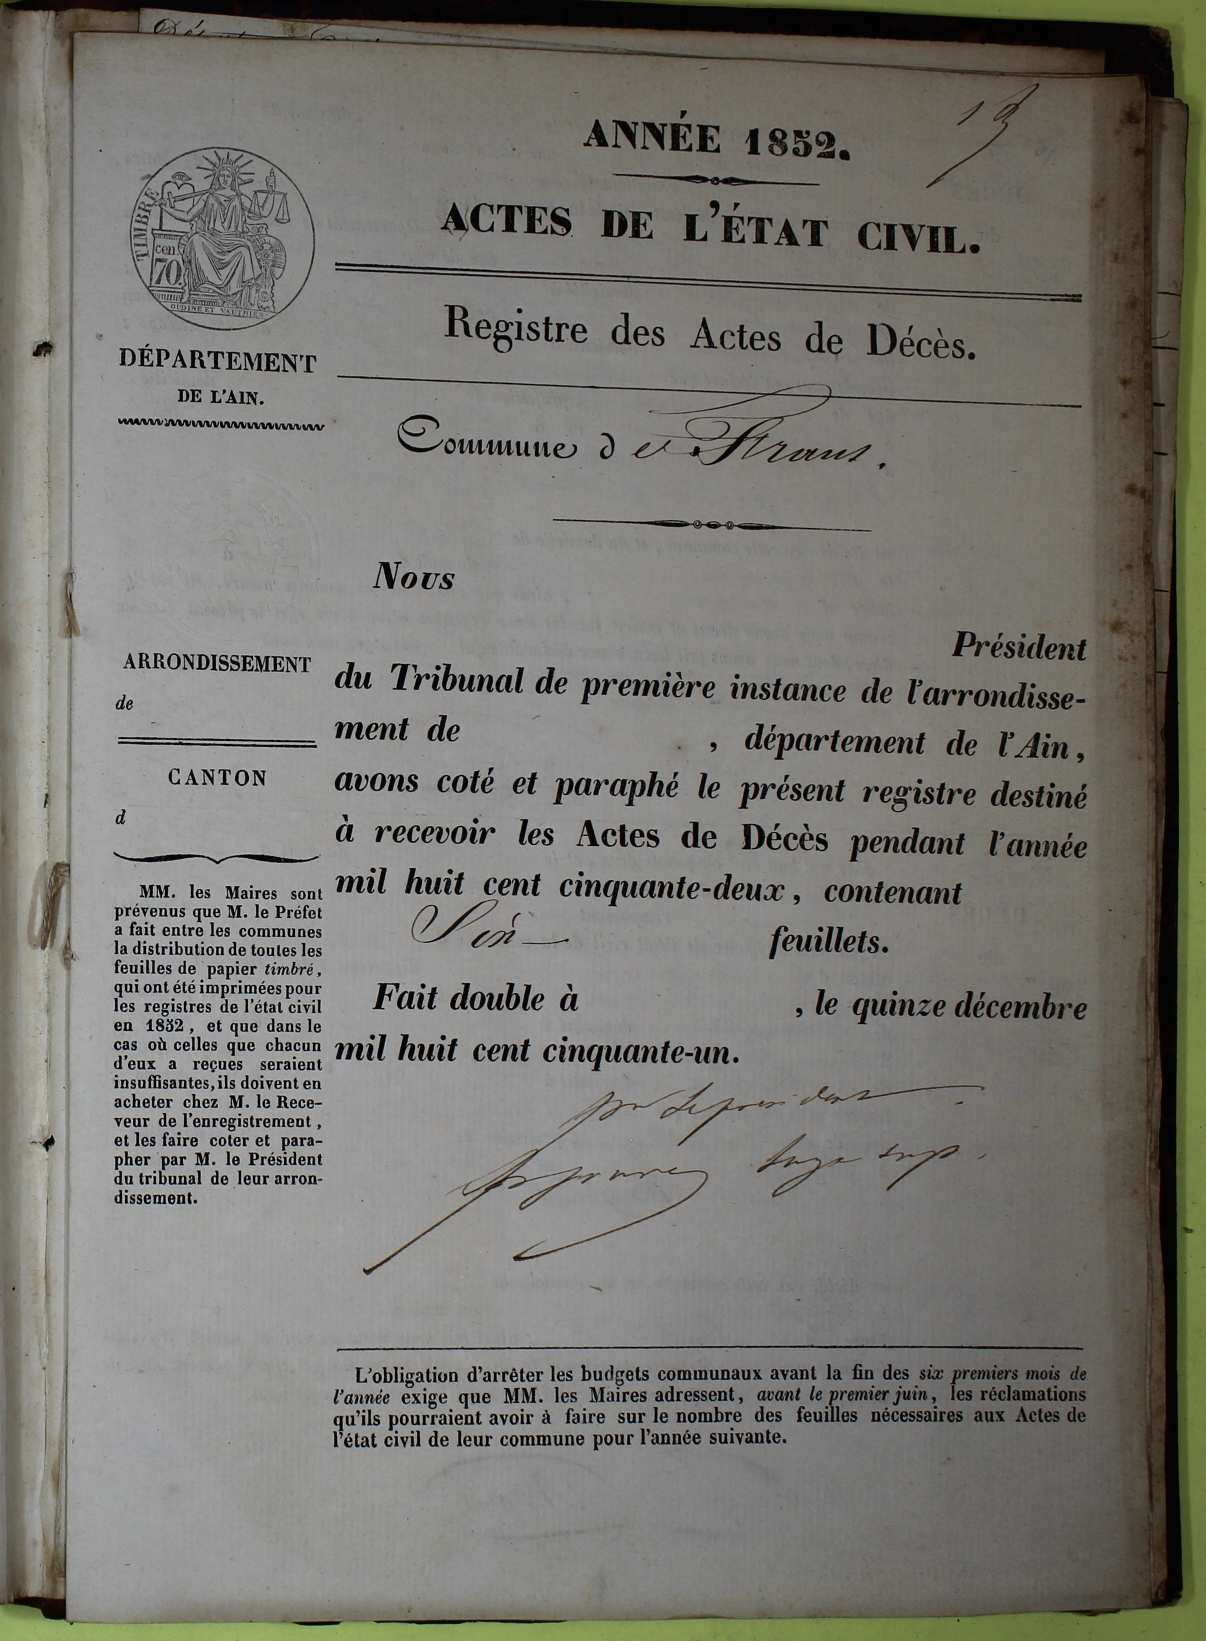 ANNÉE 1852.
ACTES DE L'ÉTAT CIVIL.
TIMBRE
cen
70
OUDINÉ ET VAUTHIER
DÉPARTEMENT
DE L'AIN.
Registre des Actes de Décès.
Commune de
Nous
Président
du Tribunal de première instance de l'arrondisse-
ment de , département de l'Ain,
avons coté et paraphé le présent registre destiné
à recevoir les Actes de Décès pendant l'année
mil huit cent cinquante-deux, contenant
feuillets.
Fait double à , le quinze décembre
mil huit cent cinquante-un.
pr le président
juge sup.
ARRONDISSEMENT
de
CANTON
d
MM. les Maires sont
prévenus que M. le Préfet
a fait entre les communes
la distribution de toutes les
feuilles de papier timbré,
qui ont été imprimées pour
les registres de l'état civil
en 1852, et que dans le
cas où celles que chacun
d'eux a reçues seraient
insuffisantes, ils doivent en
acheter chez M. le Rece-
veur de l'enregistrement,
et les faire coter et para-
pher par M. le Président
du tribunal de leur arron-
dissement.
L'obligation d'arrêter les budgets communaux avant la fin des six premiers mois de
l'année exige que MM. les Maires adressent, avant le premier juin, les réclamations
qu'ils pourraient avoir à faire sur le nombre des feuilles nécessaires aux Actes de
l'état civil de leur commune pour l'année suivante.